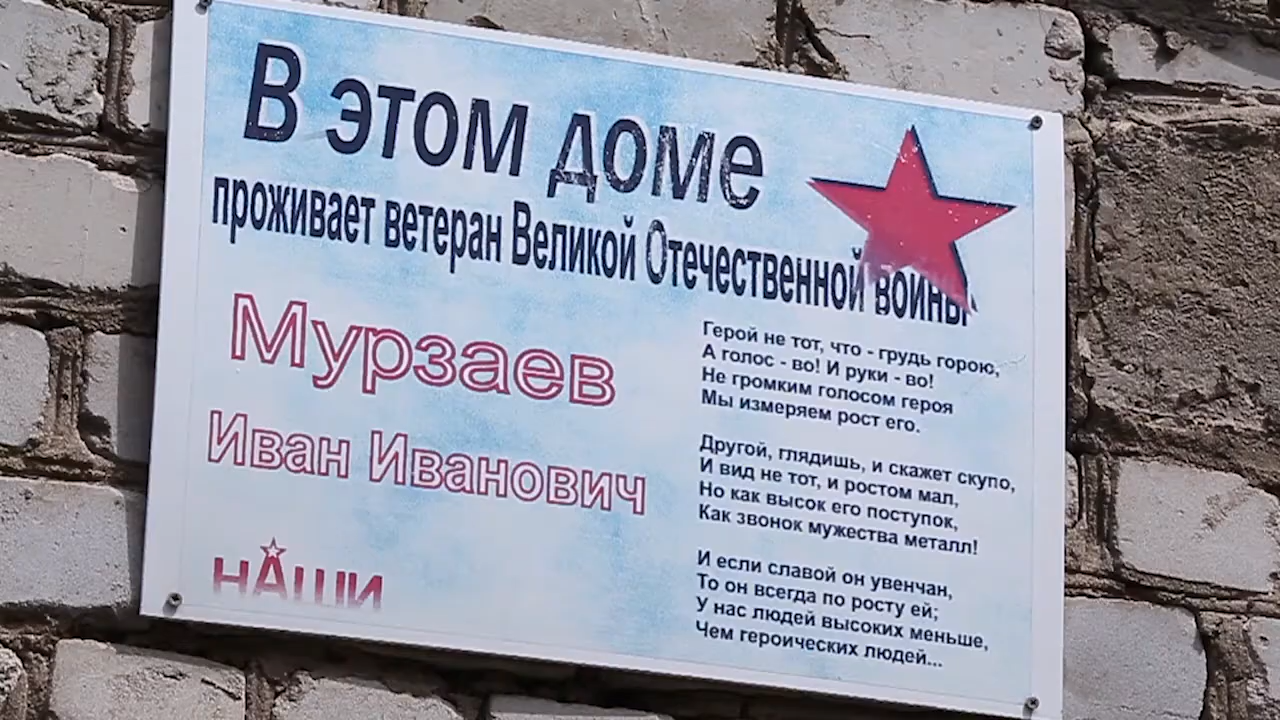 В этом доме
проживает ветеран Великой Отечественной войны
Мурзаев
Иван Иванович
НАШИ
Герой не тот, что - грудь горою,
А голос - во! И руки - во!
Не громким голосом героя
Мы измеряем рост его.
Другой, глядишь, и скажет скупо,
И вид не тот, и ростом мал,
Но как высок его поступок,
Как звонок мужества металл!
И если славой он увенчан,
То он всегда по росту ей;
У нас людей высоких меньше,
Чем героических людей...